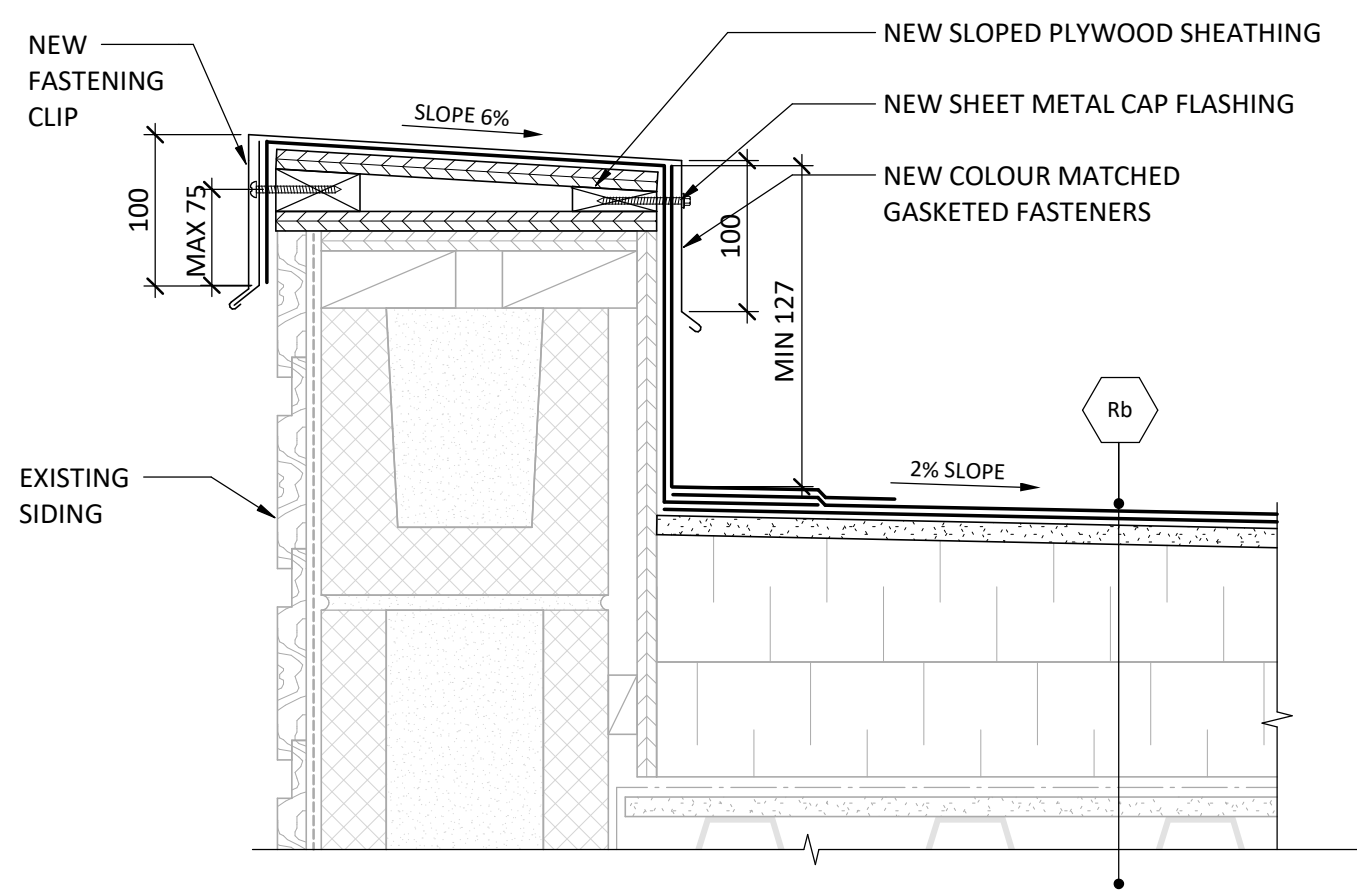 NEW
FASTENING
CLIP
NEW SLOPED PLYWOOD SHEATHING
SLOPE 6%
NEW SHEET METAL CAP FLASHING
NEW COLOUR MATCHED
GASKETED FASTENERS
100
MAX 75
100
MIN 127
Rb
EXISTING
SIDING
2% SLOPE